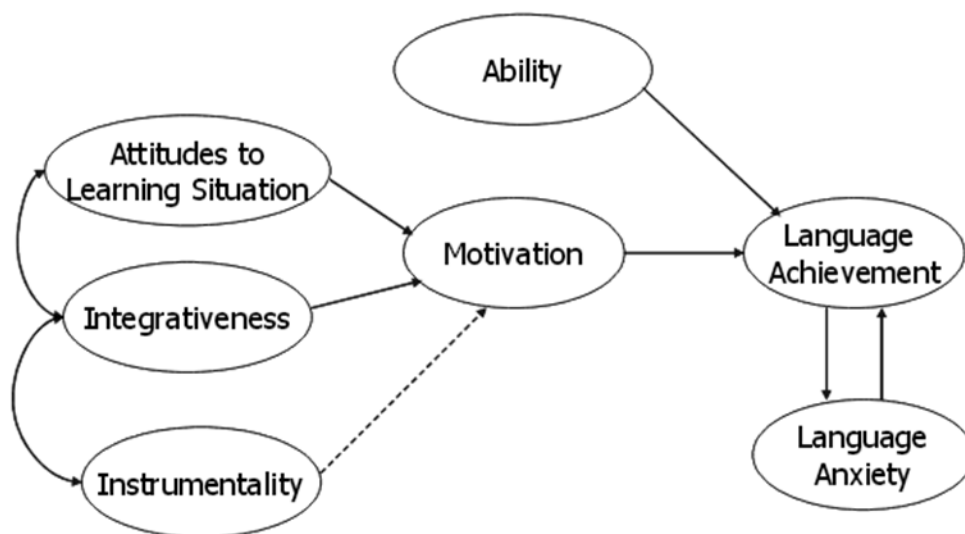 Ability
Attitudes to
Learning Situation
Motivation
Language
Achievement
Integrativeness
Instrumentality
Language
Anxiety